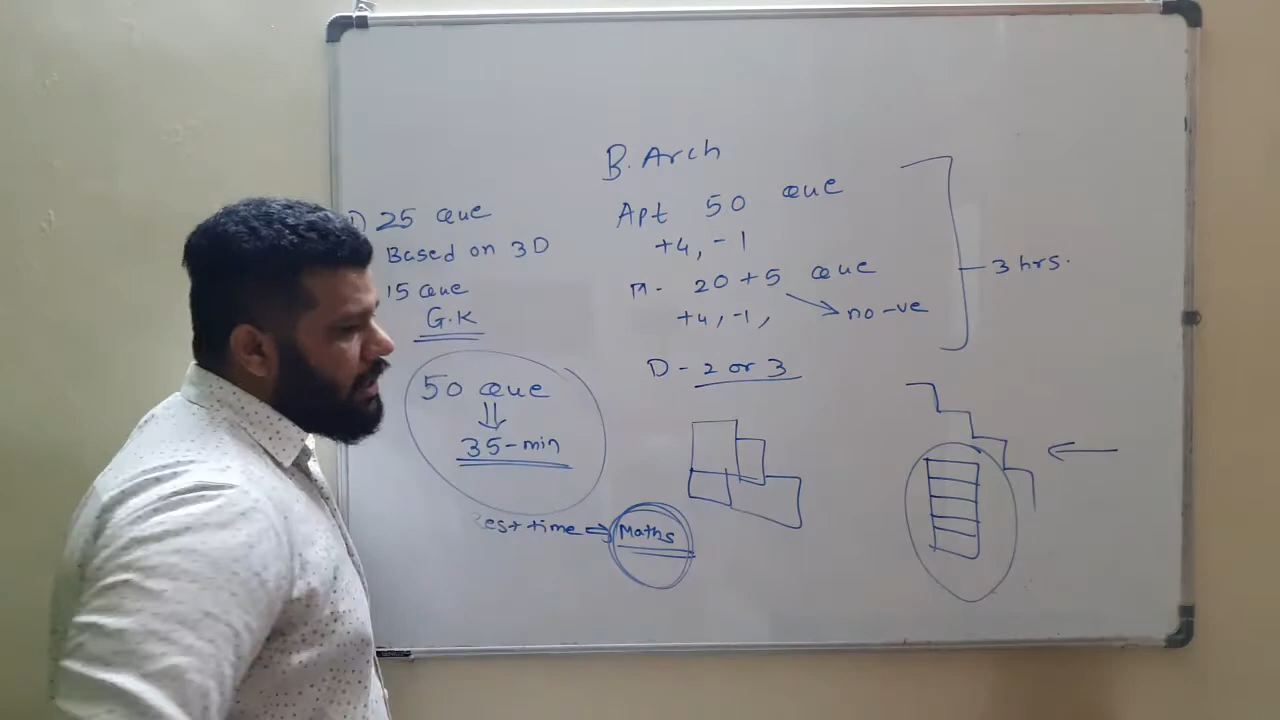 B. Arch
Apt 50 que
+4, -1
M - 20 + 5 que
+4, -1,
no -ve
3 hrs.
D - 2 or 3
25 que
Based on 3D
15 que
G.K
50 que
35-min
Rest time ⇒ Maths